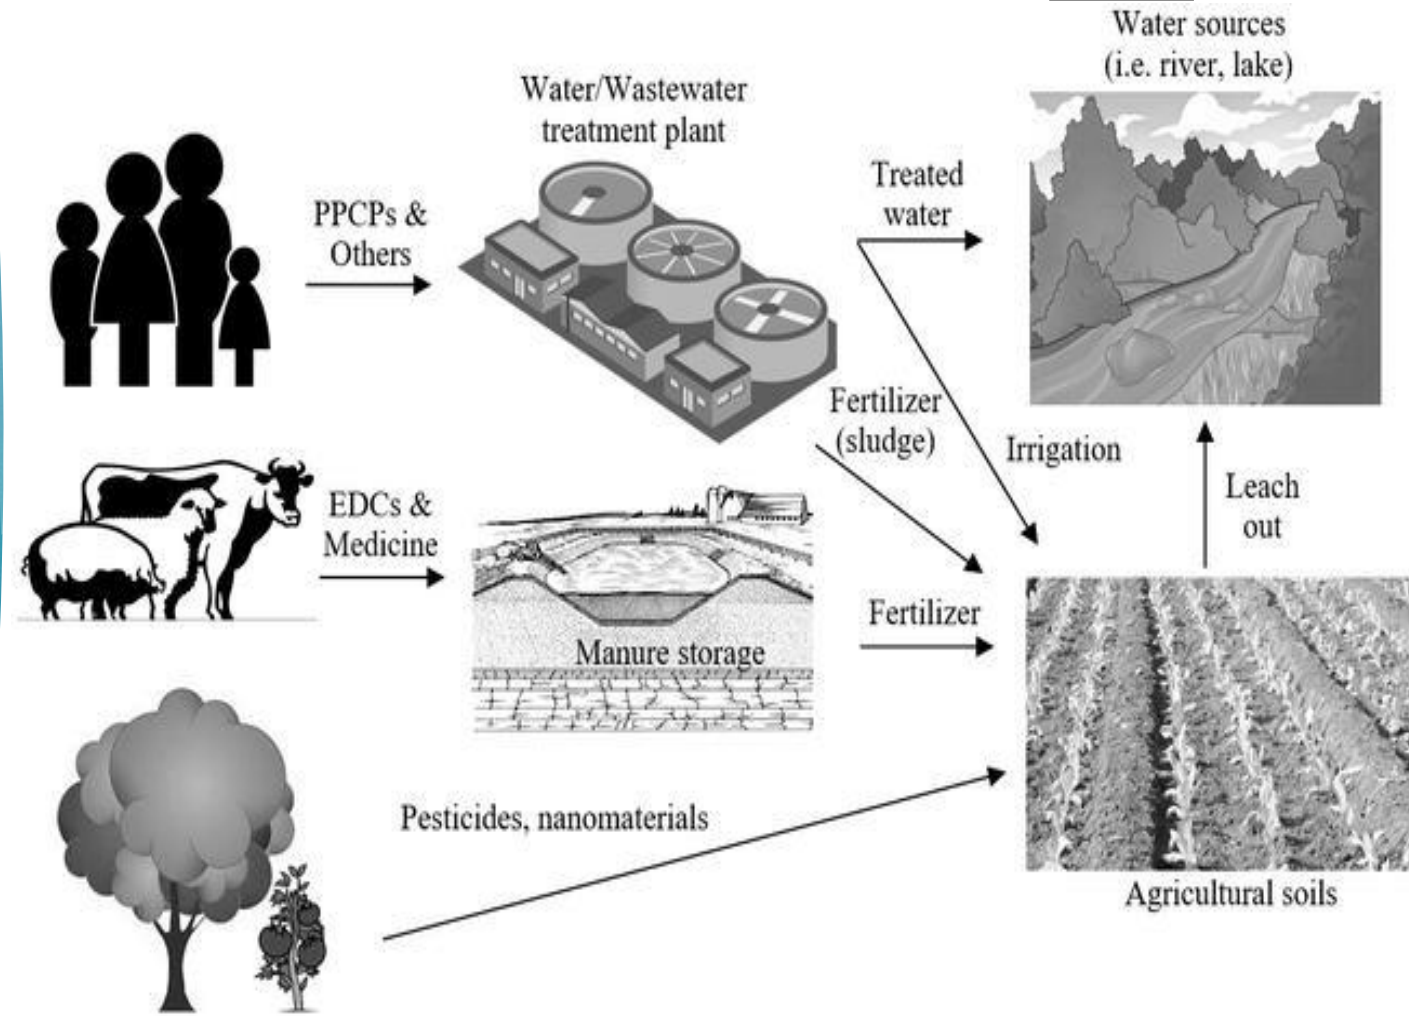 Water sources
(i.e. river, lake)
Water/Wastewater
treatment plant
Treated
water
PPCPs &
Others
Fertilizer
(sludge)
Irrigation
Leach
out
EDCs &
Medicine
Fertilizer
Manure storage
Pesticides, nanomaterials
Agricultural soils